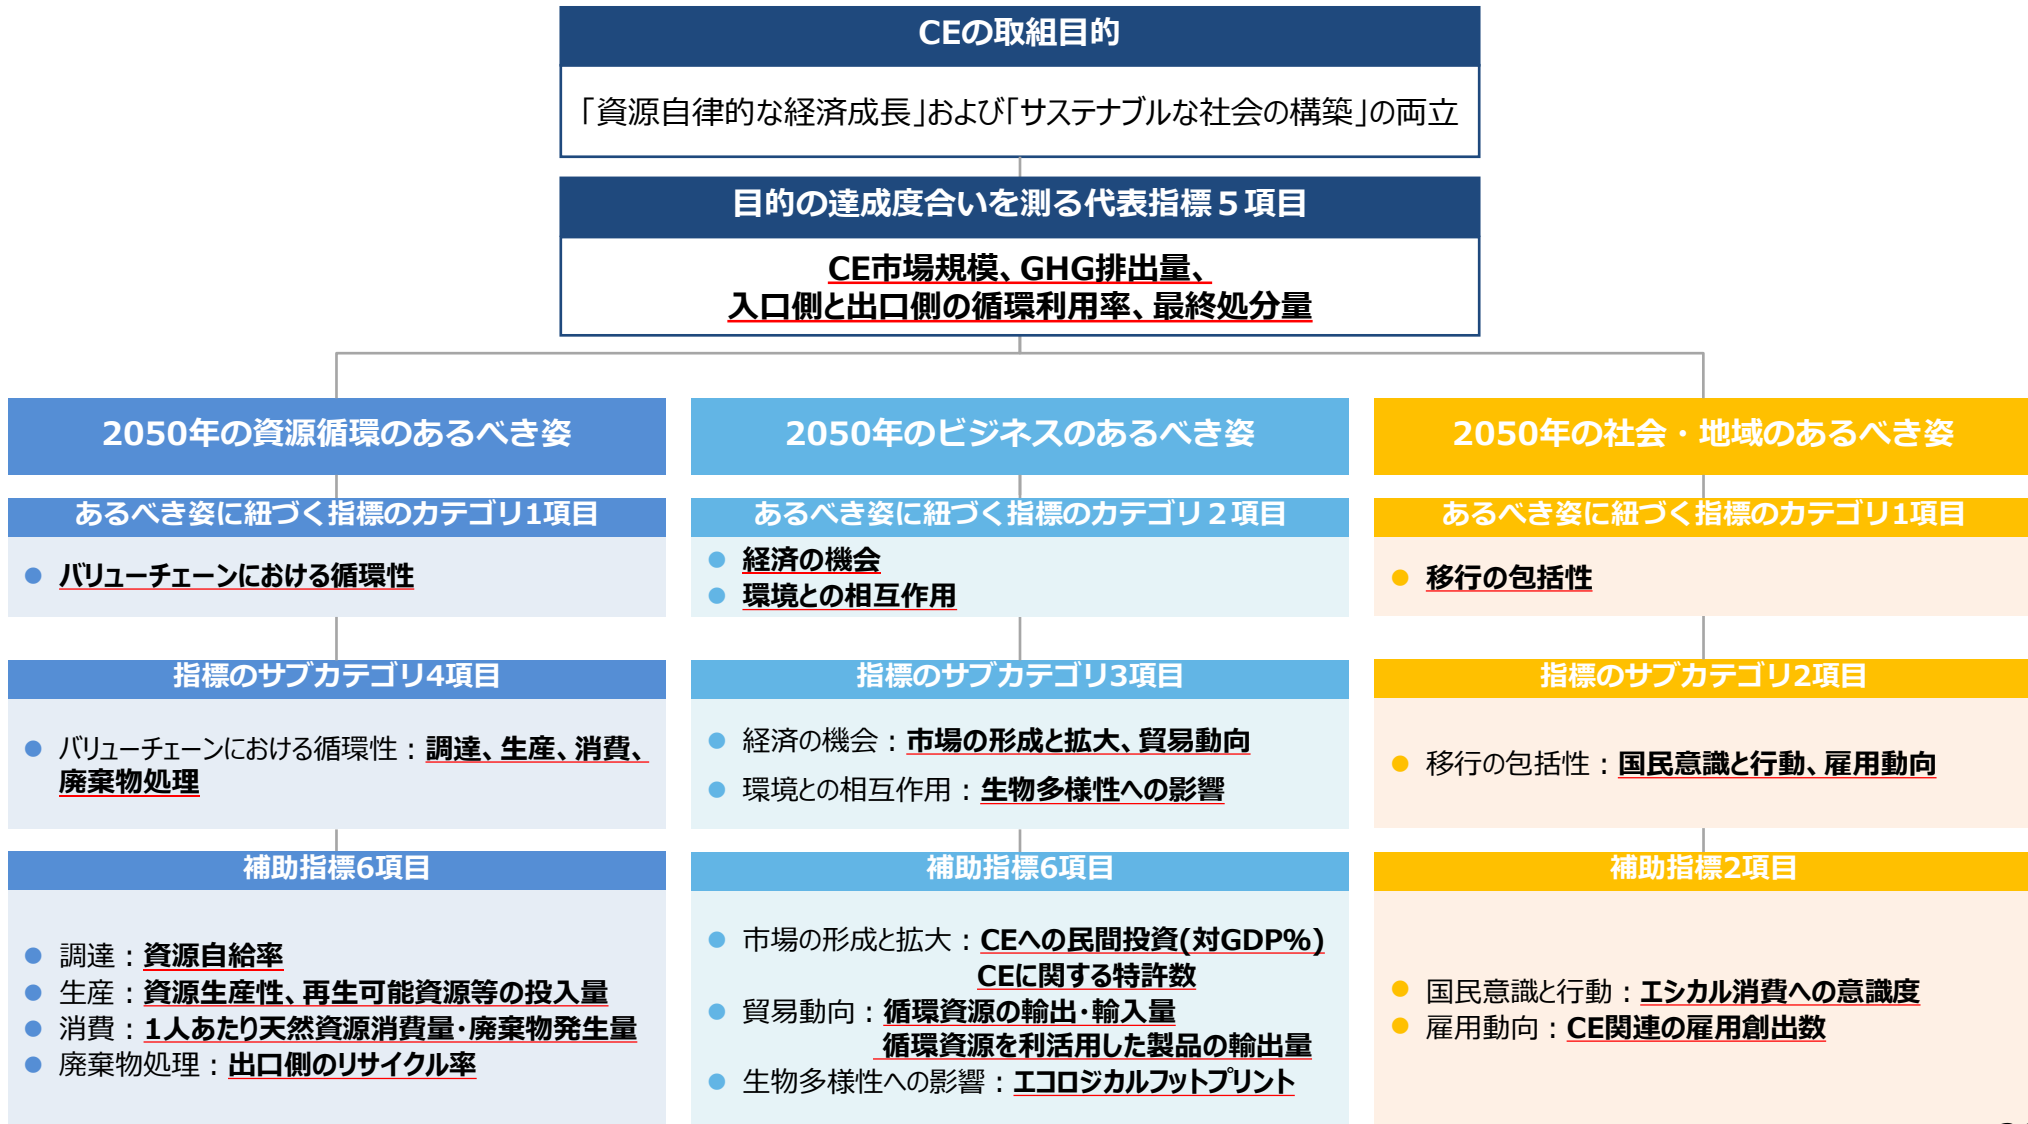 CEの取組目的
「資源自律的な経済成長」および「サステナブルな社会の構築」の両立
目的の達成度合いを測る代表指標５項目
CE市場規模、GHG排出量、
入口側と出口側の循環利用率、最終処分量
2050年の資源循環のあるべき姿
あるべき姿に紐づく指標のカテゴリ1項目
● バリューチェーンにおける循環性
指標のサブカテゴリ4項目
● バリューチェーンにおける循環性：調達、生産、消費、
廃棄物処理
補助指標6項目
● 調達：資源自給率
● 生産：資源生産性、再生可能資源等の投入量
● 消費：1人あたり天然資源消費量・廃棄物発生量
● 廃棄物処理：出口側のリサイクル率
2050年のビジネスのあるべき姿
あるべき姿に紐づく指標のカテゴリ２項目
● 経済の機会
● 環境との相互作用
指標のサブカテゴリ3項目
● 経済の機会：市場の形成と拡大、貿易動向
● 環境との相互作用：生物多様性への影響
補助指標6項目
● 市場の形成と拡大：CEへの民間投資(対GDP%)
CEに関する特許数
● 貿易動向：循環資源の輸出・輸入量
循環資源を利活用した製品の輸出量
● 生物多様性への影響：エコロジカルフットプリント
2050年の社会・地域のあるべき姿
あるべき姿に紐づく指標のカテゴリ1項目
● 移行の包括性
指標のサブカテゴリ2項目
● 移行の包括性：国民意識と行動、雇用動向
補助指標2項目
● 国民意識と行動：エシカル消費への意識度
● 雇用動向：CE関連の雇用創出数